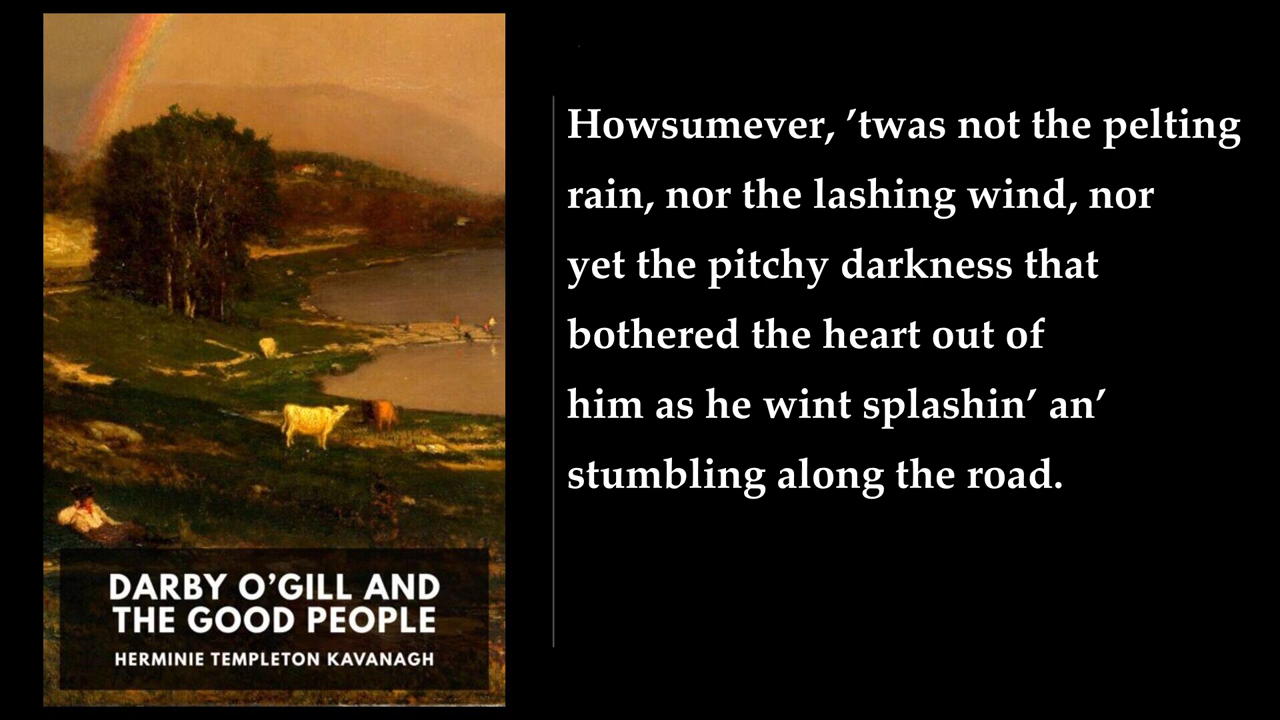 Howsumever, ’twas not the pelting
rain, nor the lashing wind, nor
yet the pitchy darkness that
bothered the heart out of
him as he wint splashin’ an’
stumbling along the road.
DARBY O’GILL AND
THE GOOD PEOPLE
HERMINIE TEMPLETON KAVANAGH